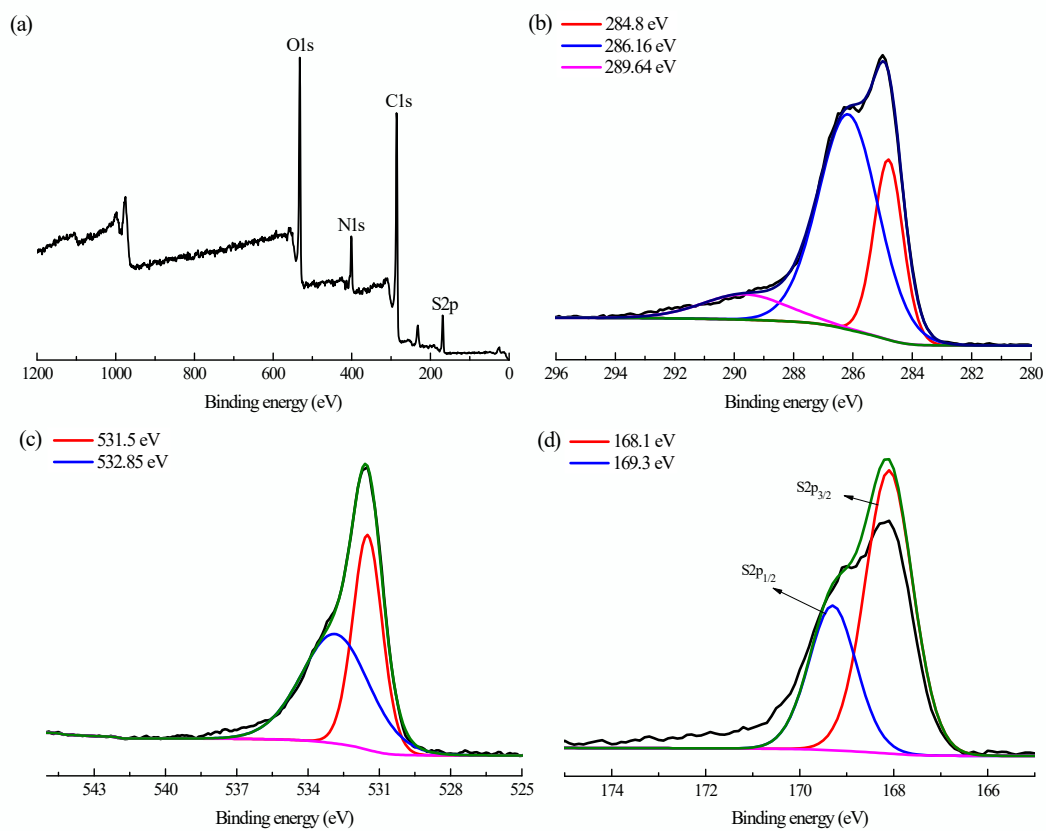 (a)
O1s
C1s
N1s
S2p
1200 1000 800 600 400 200 0
Binding energy (eV)
(b)
284.8 eV
286.16eV
289.64 eV
296 294 292 290 288 286 284 282 280
Binding energy (eV)
(c)
531.5 eV
532.85 eV
543 540 537 534 531 528 525
Binding energy (eV)
(d)
168.1 eV
169.3 eV
S2p3/2
S2p1/2
174 172 170 168 166
Binding energy (eV)